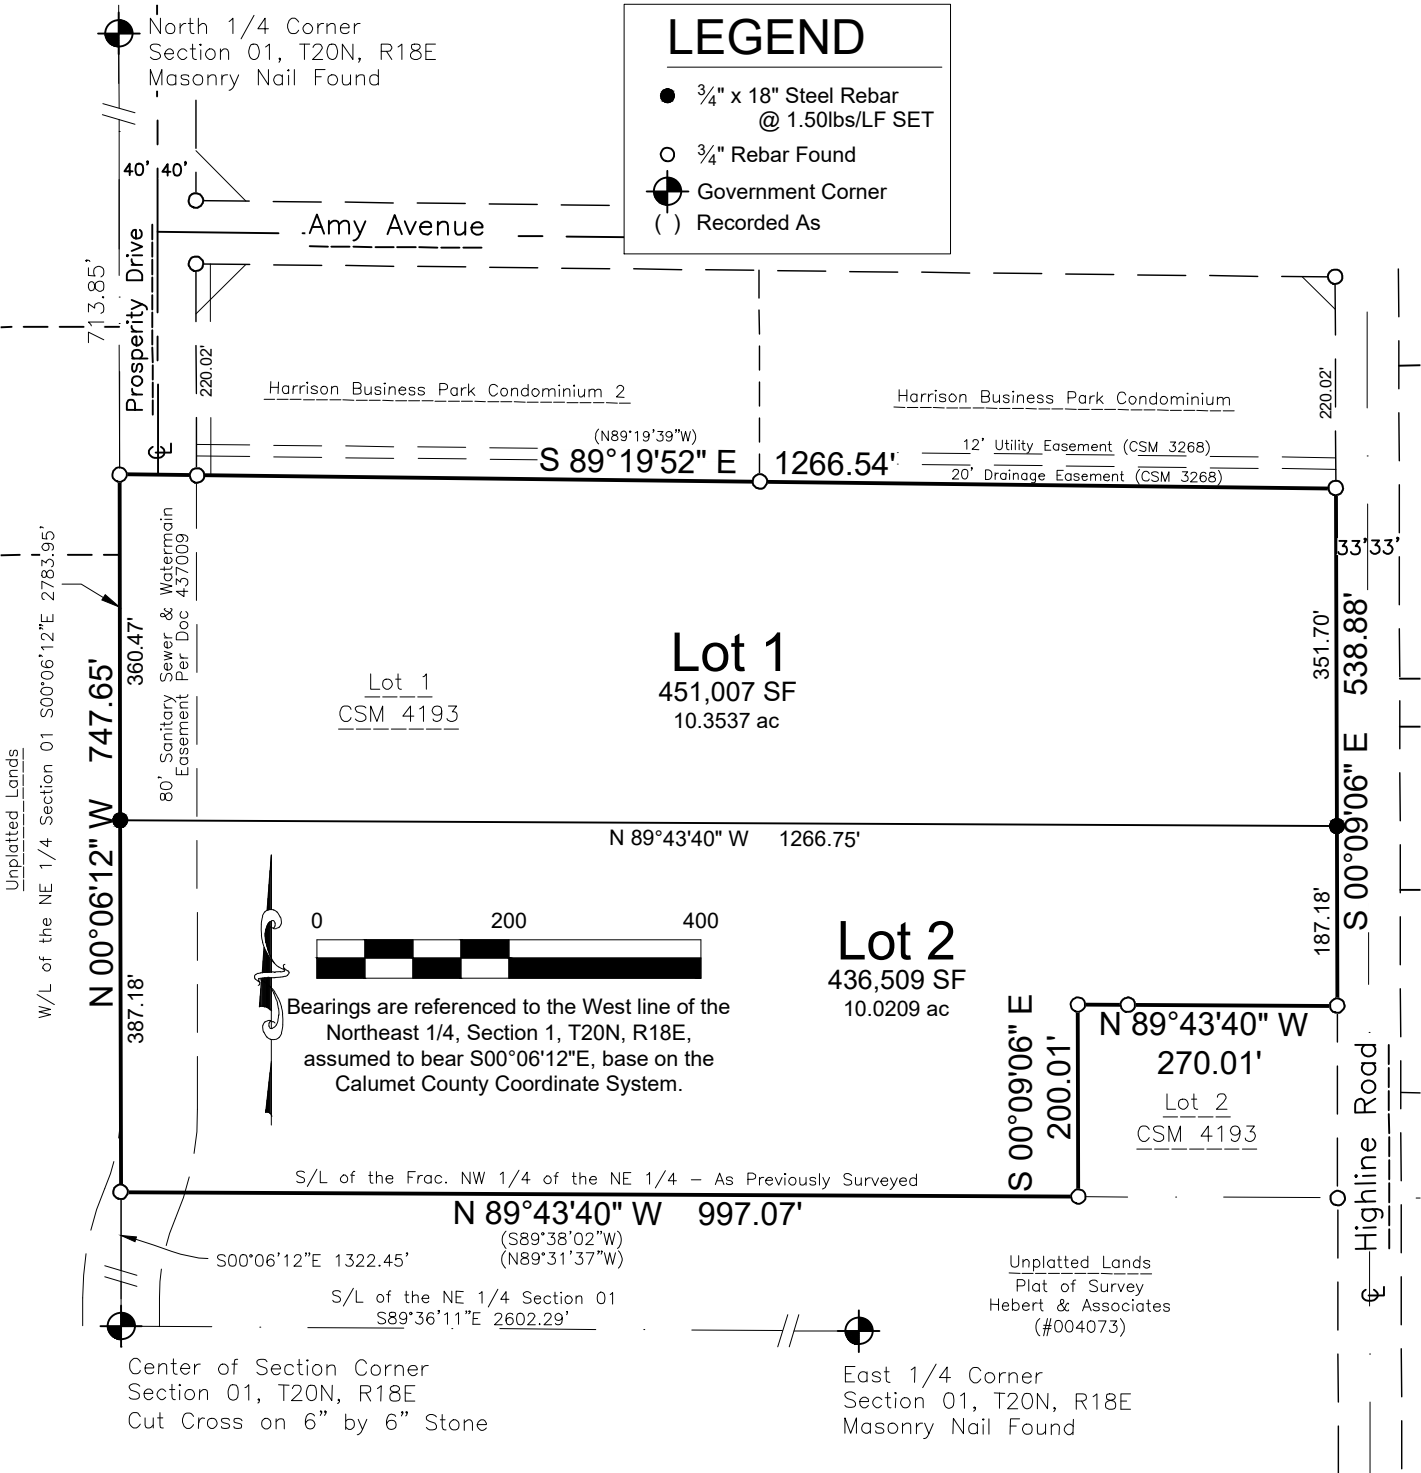 North 1/4 Corner
Section 01, T20N, R18E
Masonry Nail Found
LEGEND
3/4" x 18" Steel Rebar
@ 1.50lbs/LF SET
3/4" Rebar Found
Government Corner
( ) Recorded As
40' 40'
Amy Avenue
Prosperity Drive
713.85'
220.02'
220.02'
Harrison Business Park Condominium 2
Harrison Business Park Condominium
(N89°19'39"W)
S 89°19'52" E 1266.54'
12' Utility Easement (CSM 3268)
20' Drainage Easement (CSM 3268)
33' 33'
W/L of the NE 1/4 Section 01 S00°06'12"E 2783.95'
Unplatted Lands
N 00°06'12" W 747.65'
360.47'
80' Sanitary Sewer & Watermain
Easement Per Doc 437009
Lot 1
CSM 4193
Lot 1
451,007 SF
10.3537 ac
351.70'
S 00°09'06" E 538.88'
N 89°43'40" W 1266.75'
0 200 400
Lot 2
436,509 SF
10.0209 ac
187.18'
387.18'
Bearings are referenced to the West line of the
Northeast 1/4, Section 1, T20N, R18E,
assumed to bear S00°06'12"E, base on the
Calumet County Coordinate System.
S 00°09'06" E
200.01'
N 89°43'40" W
270.01'
Lot 2
CSM 4193
Highline Road
S/L of the Frac. NW 1/4 of the NE 1/4 – As Previously Surveyed
N 89°43'40" W 997.07'
(S89°38'02"W)
(N89°31'37"W)
S00°06'12"E 1322.45'
S/L of the NE 1/4 Section 01
S89°36'11"E 2602.29'
Unplatted Lands
Plat of Survey
Hebert & Associates
(#004073)
Center of Section Corner
Section 01, T20N, R18E
Cut Cross on 6" by 6" Stone
East 1/4 Corner
Section 01, T20N, R18E
Masonry Nail Found